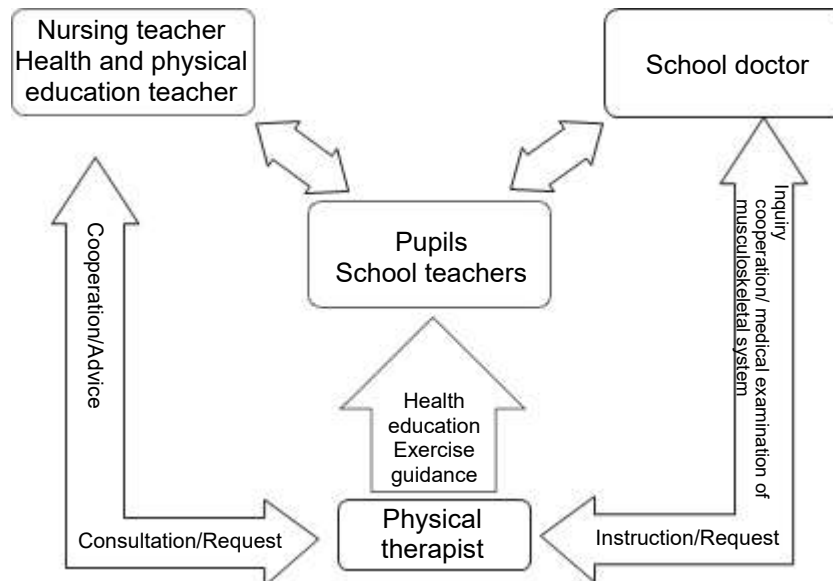 Nursing teacher
Health and physical
education teacher
School doctor
Pupils
School teachers
Cooperation/Advice
Inquiry
cooperation/ medical examination of
musculoskeletal system
Health
education
Exercise
guidance
Consultation/Request
Physical
therapist
Instruction/Request